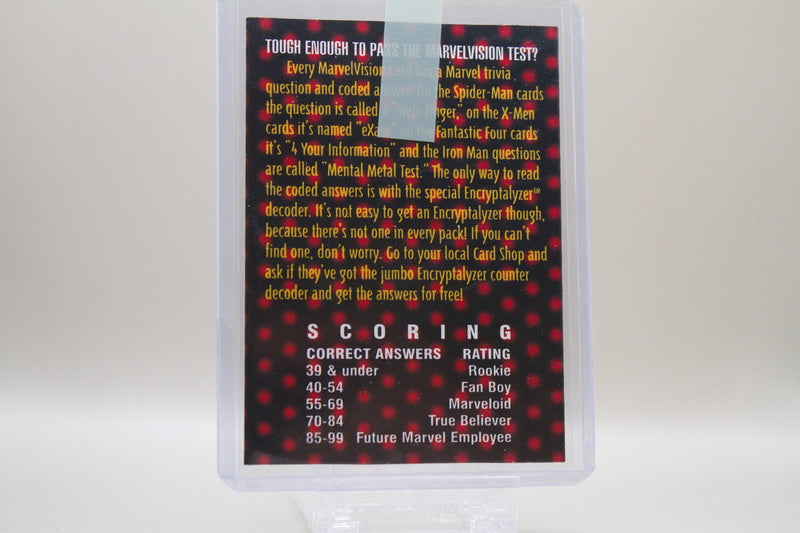 TOUGH ENOUGH TO PASS THE MARVELVISION TEST?
Every MarvelVision card has a Marvel trivia
question and coded answer. On the Spider-Man cards
the question is called a "Web-Zinger," on the X-Men
cards it's named "eXam," on the Fantastic Four cards
it's "4 Your Information" and the Iron Man questions
are called "Mental Metal Test." The only way to read
the coded answers is with the special Encryptalyzer™
decoder. It's not easy to get an Encryptalyzer though,
because there's not one in every pack! If you can't
find one, don't worry. Go to your local Card Shop and
ask if they've got the jumbo Encryptalyzer counter
decoder and get the answers for free!
SCORING
CORRECT ANSWERS RATING
39 & under Rookie
40-54 Fan Boy
55-69 Marveloid
70-84 True Believer
85-99 Future Marvel Employee